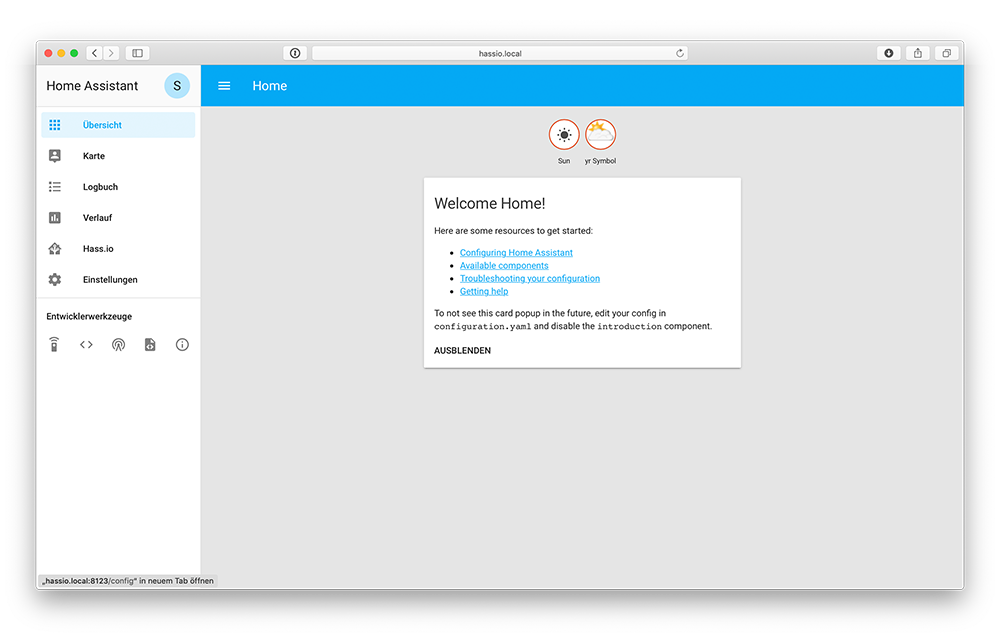 hassio.local
Home Assistant
S
Home
Übersicht
Karte
Logbuch
Verlauf
Hass.io
Einstellungen
Entwicklerwerkzeuge
Sun
yr Symbol
Welcome Home!
Here are some resources to get started:
Configuring Home Assistant
Available components
Troubleshooting your configuration
Getting help
To not see this card popup in the future, edit your config in
configuration.yaml and disable the introduction component.
AUSBLENDEN
„hassio.local:8123/config“ in neuem Tab öffnen